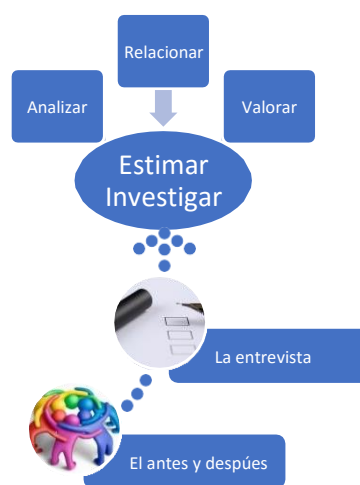 Relacionar
Analizar
Valorar
Estimar
Investigar
La entrevista
El antes y despúes